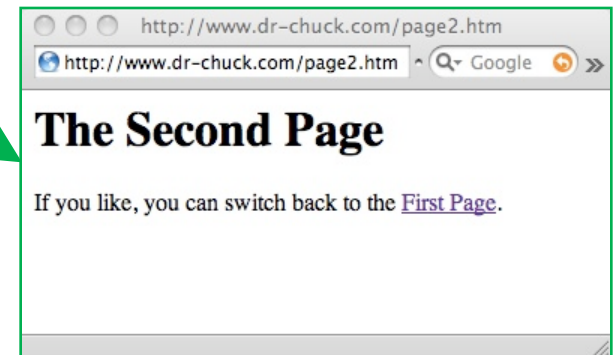 http://www.dr-chuck.com/page2.htm
http://www.dr-chuck.com/page2.htm Google
The Second Page
If you like, you can switch back to the First Page.